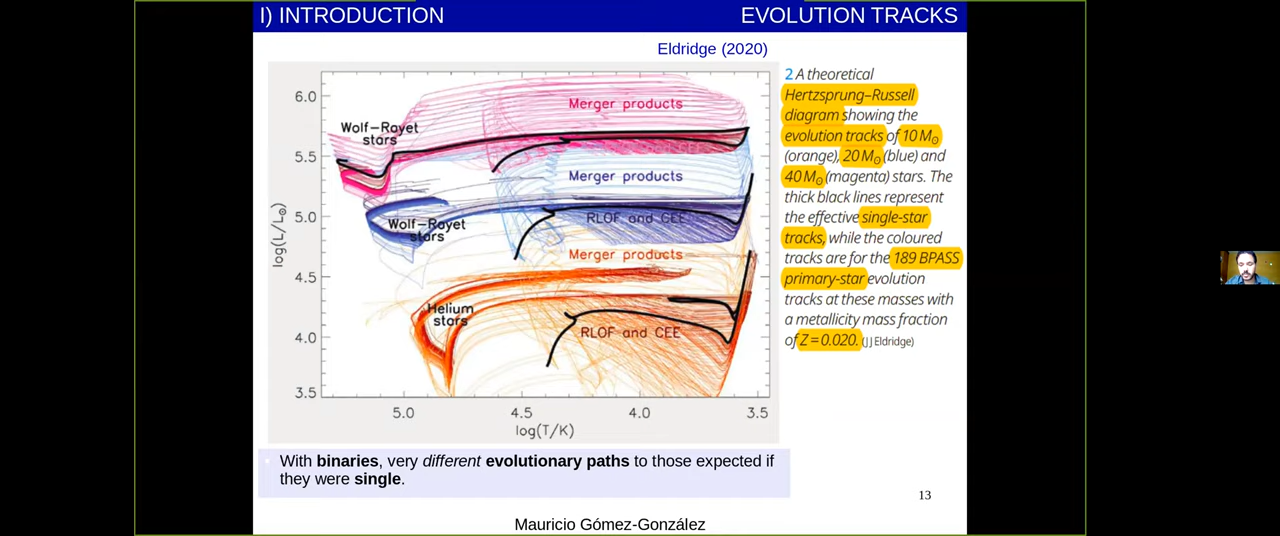 I) INTRODUCTION EVOLUTION TRACKS
Eldridge (2020)
6.0
5.5
5.0
4.5
4.0
3.5
log(L/L⊙)
Merger products
Wolf-Rayet
stars
Merger products
RLOF and CEE
Wolf-Rayet
stars
Merger products
Helium
stars
RLOF and CEE
5.0 4.5 4.0 3.5
log(T/K)
2 A theoretical
Hertzsprung–Russell
diagram showing the
evolution tracks of 10 M⊙
(orange), 20 M⊙ (blue) and
40 M⊙ (magenta) stars. The
thick black lines represent
the effective single-star
tracks, while the coloured
tracks are for the 189 BPASS
primary-star evolution
tracks at these masses with
a metallicity mass fraction
of Z = 0.020. (J J Eldridge)
With binaries, very different evolutionary paths to those expected if
they were single.
13
Mauricio Gómez-González